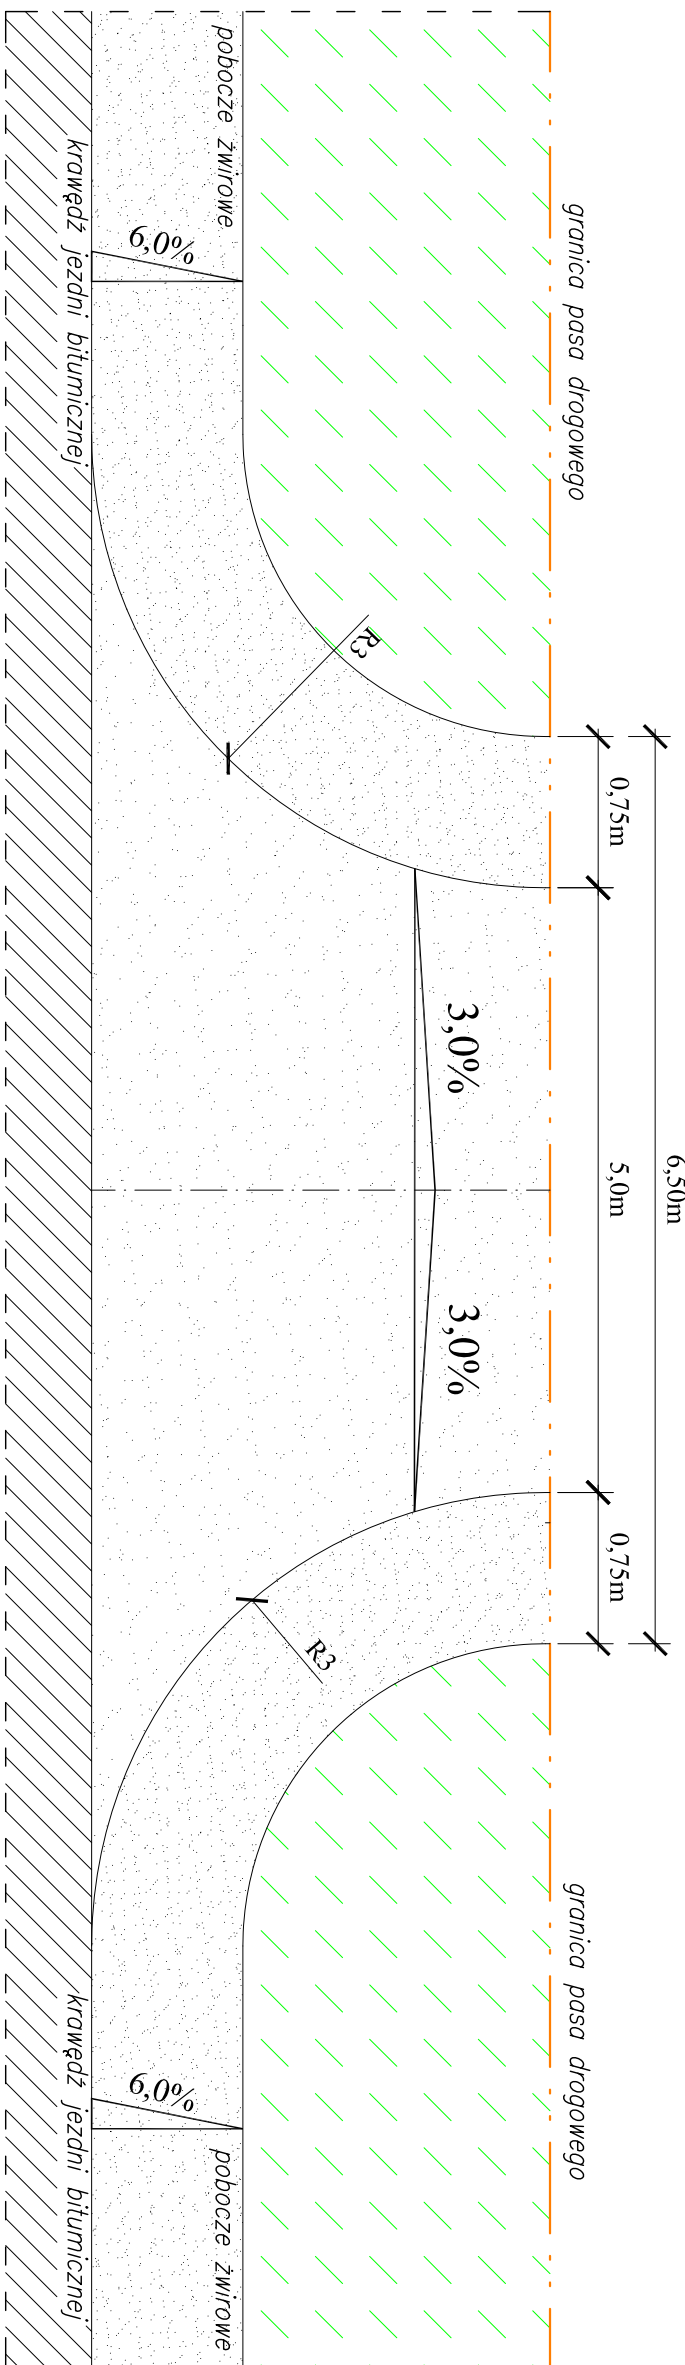 6,50m
0,75m
5,0m
0,75m
granica pasa drogowego
granica pasa drogowego
3,0%
3,0%
R3
R3
pobocze żwirowe
6,0%
6,0%
pobocze żwirowe
krawędź jezdni bitumicznej
krawędź jezdni bitumicznej